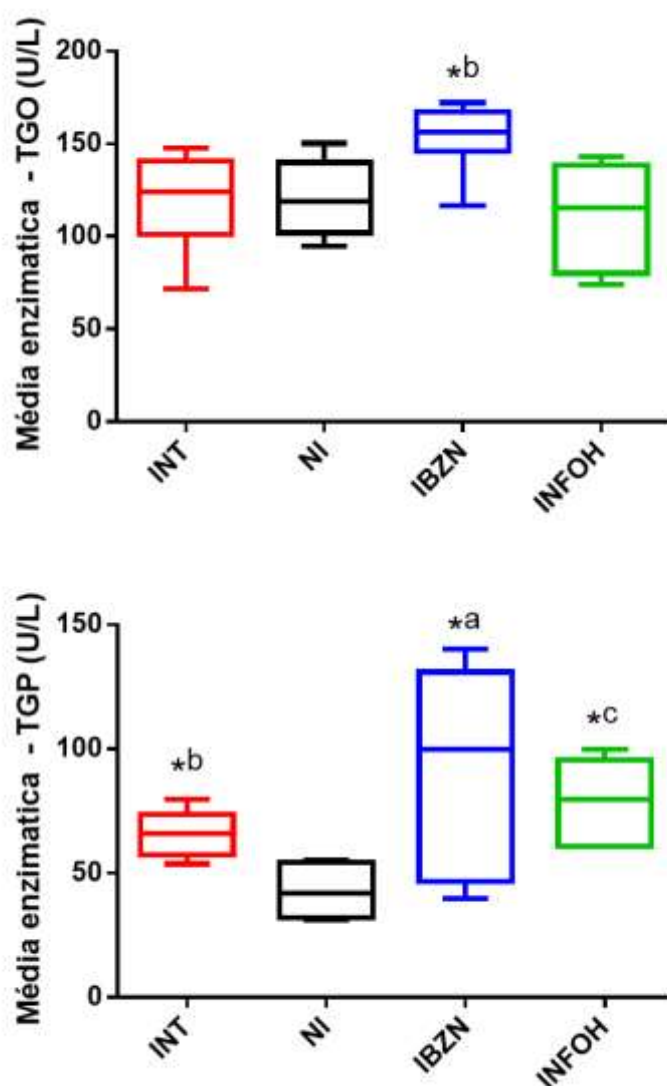 Média enzimatica - TGO (U/L)
200
150
100
50
0
*b
INT
NI
IBZN
INFOH
Média enzimatica - TGP (U/L)
150
100
50
0
*b
*a
*c
INT
NI
IBZN
INFOH